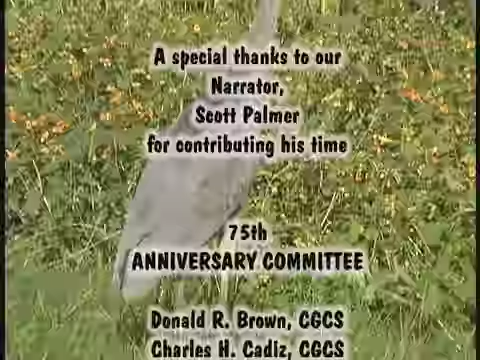 A special thanks to our
Narrator,
Scott Palmer
for contributing his time
75th
ANNIVERSARY COMMITTEE
Donald R. Brown, CGCS
Charles H. Cadiz, CGCS